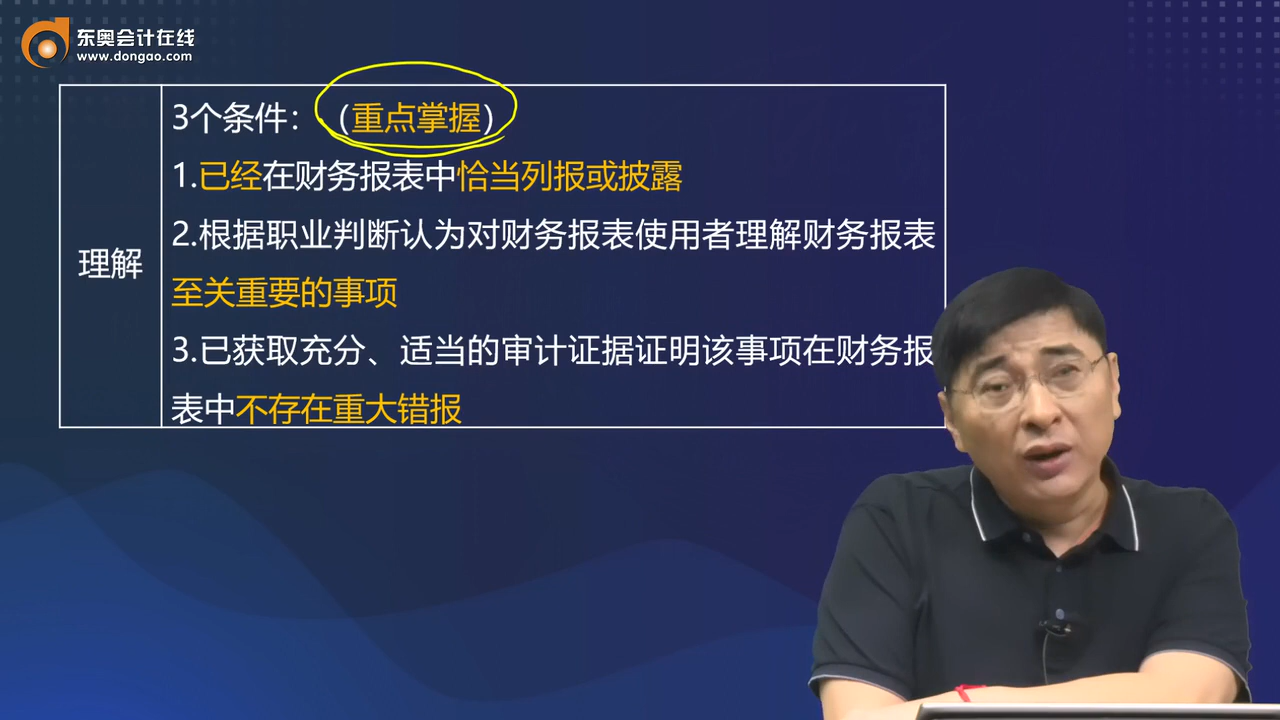 东奥会计在线
www.dongao.com
3个条件：（重点掌握）
1.已经在财务报表中恰当列报或披露
2.根据职业判断认为对财务报表使用者理解财务报表
至关重要的事项
理解
3.已获取充分、适当的审计证据证明该事项在财务报
表中不存在重大错报